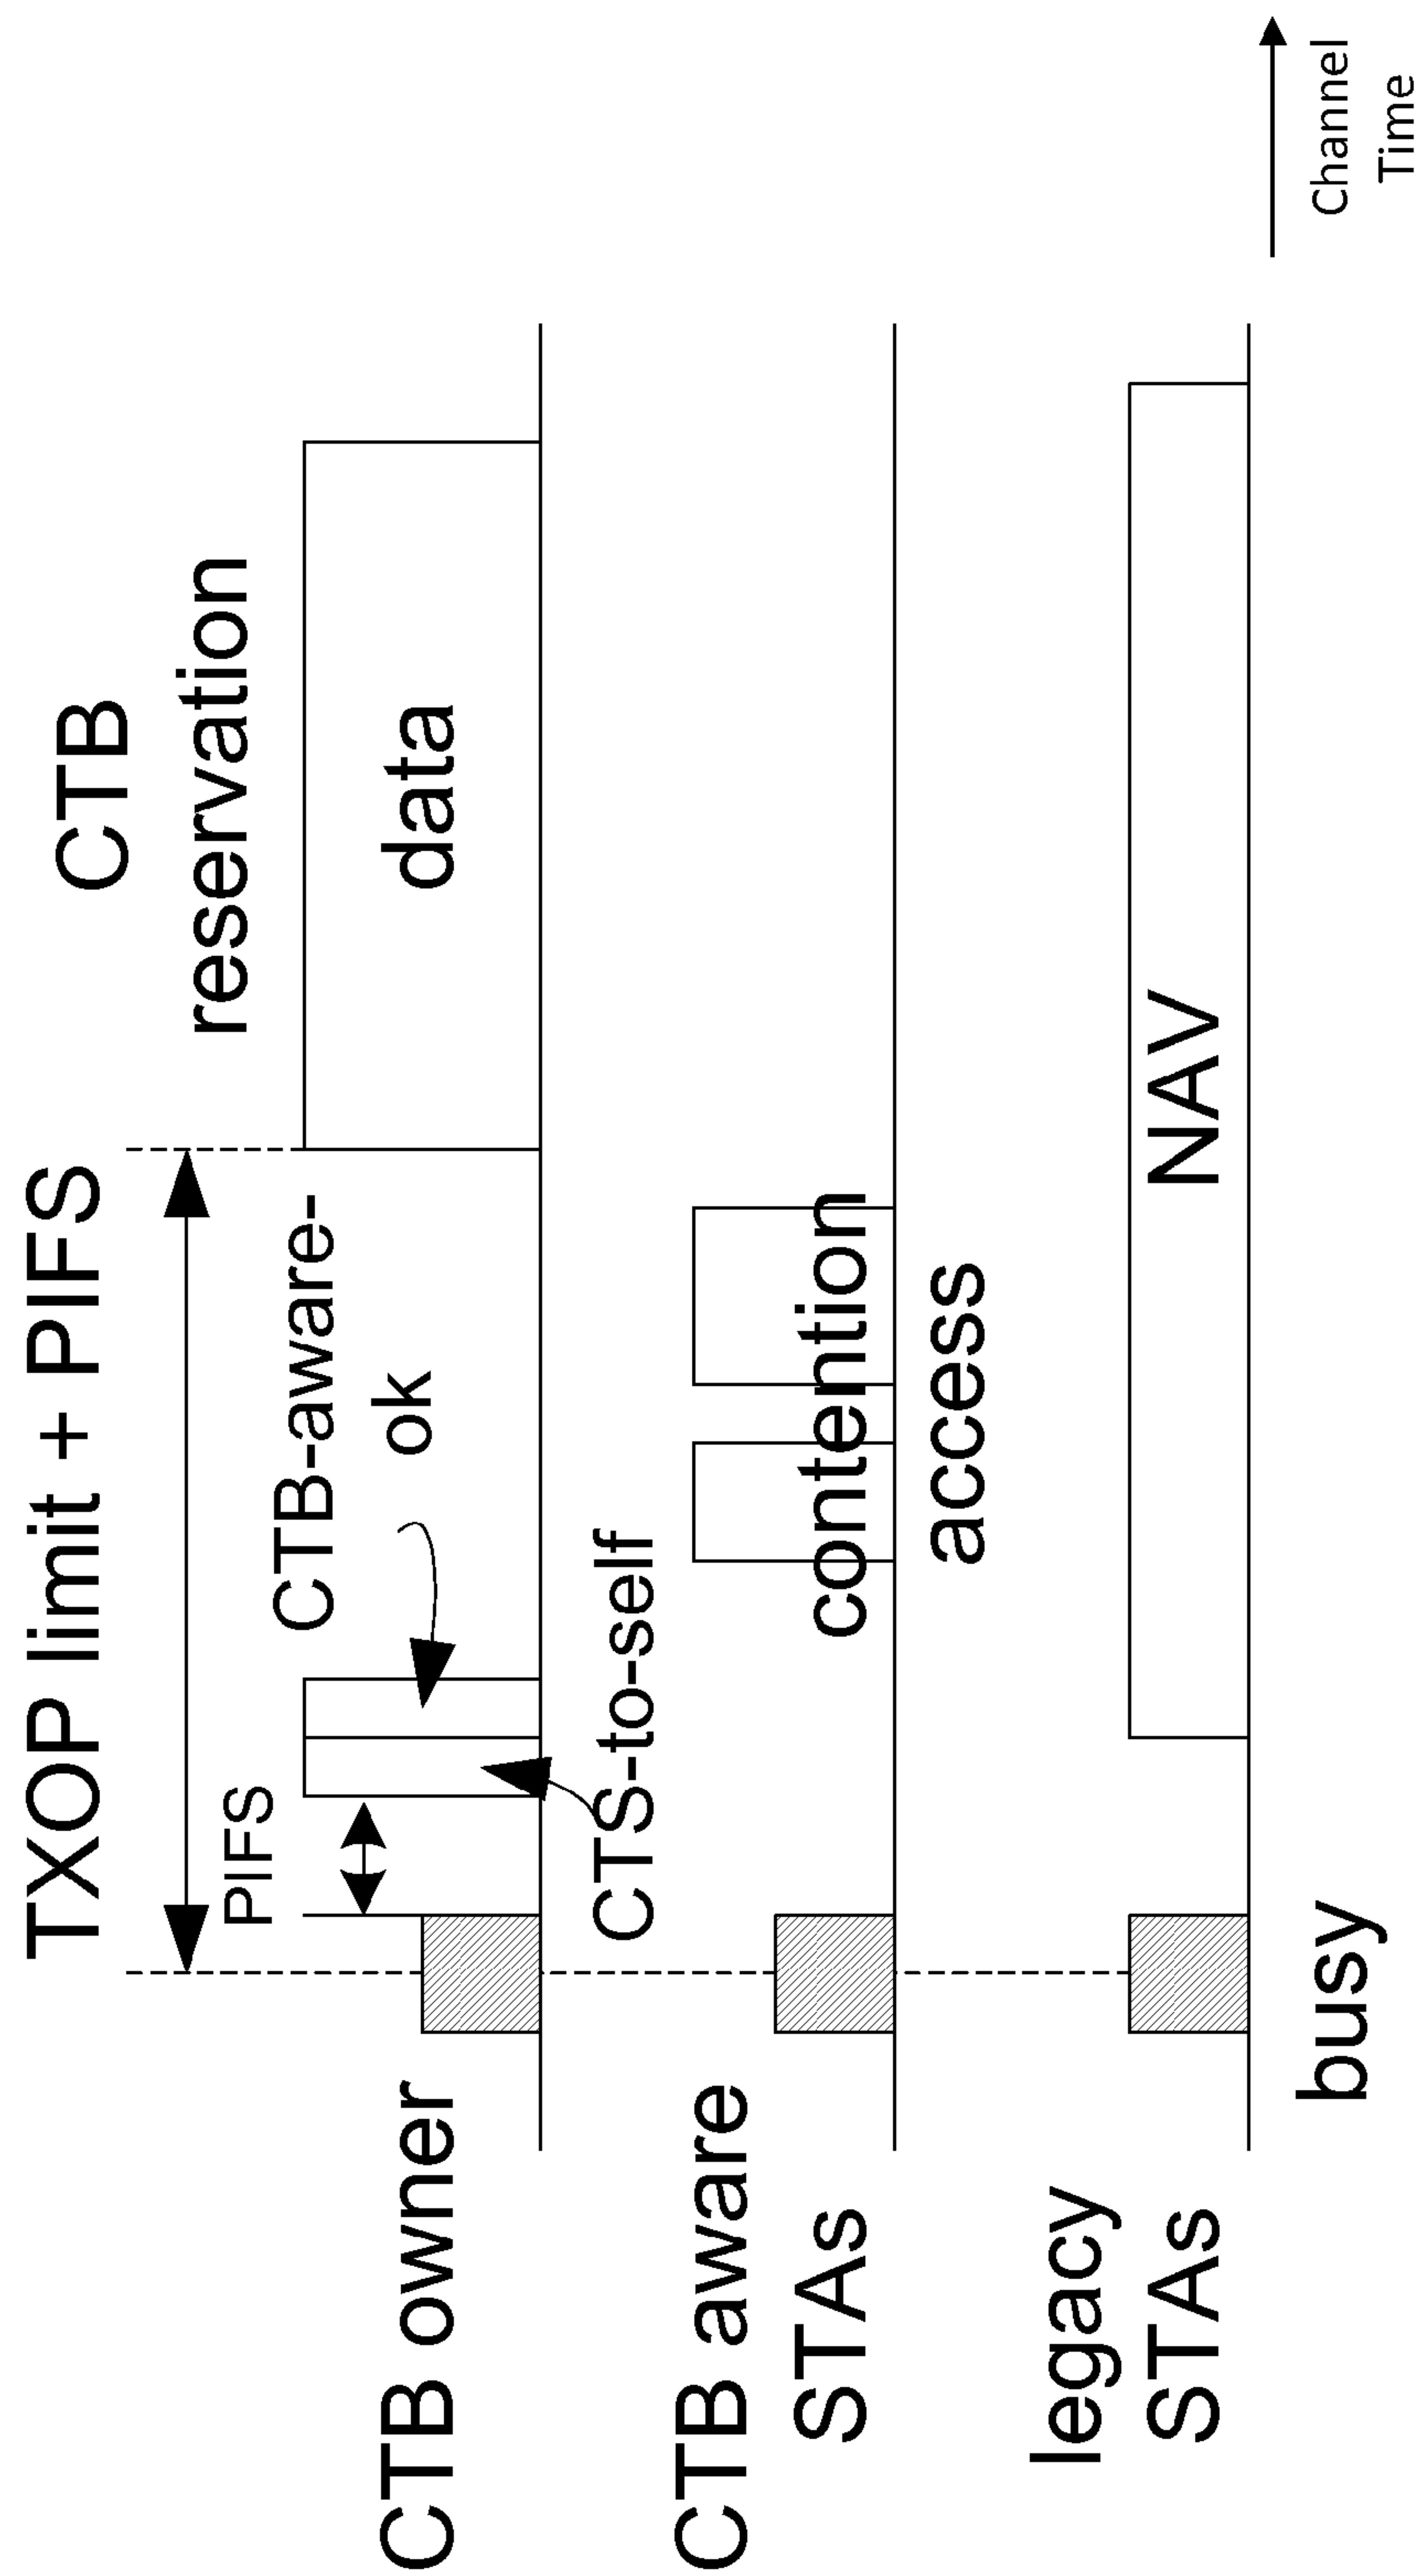 TXOP limit + PIFS
CTB
reservation
PIFS
CTB-aware-
ok
CTB owner
data
CTS-to-self
CTB aware
STAs
contention
access
legacy
STAs
NAV
busy
Channel
Time